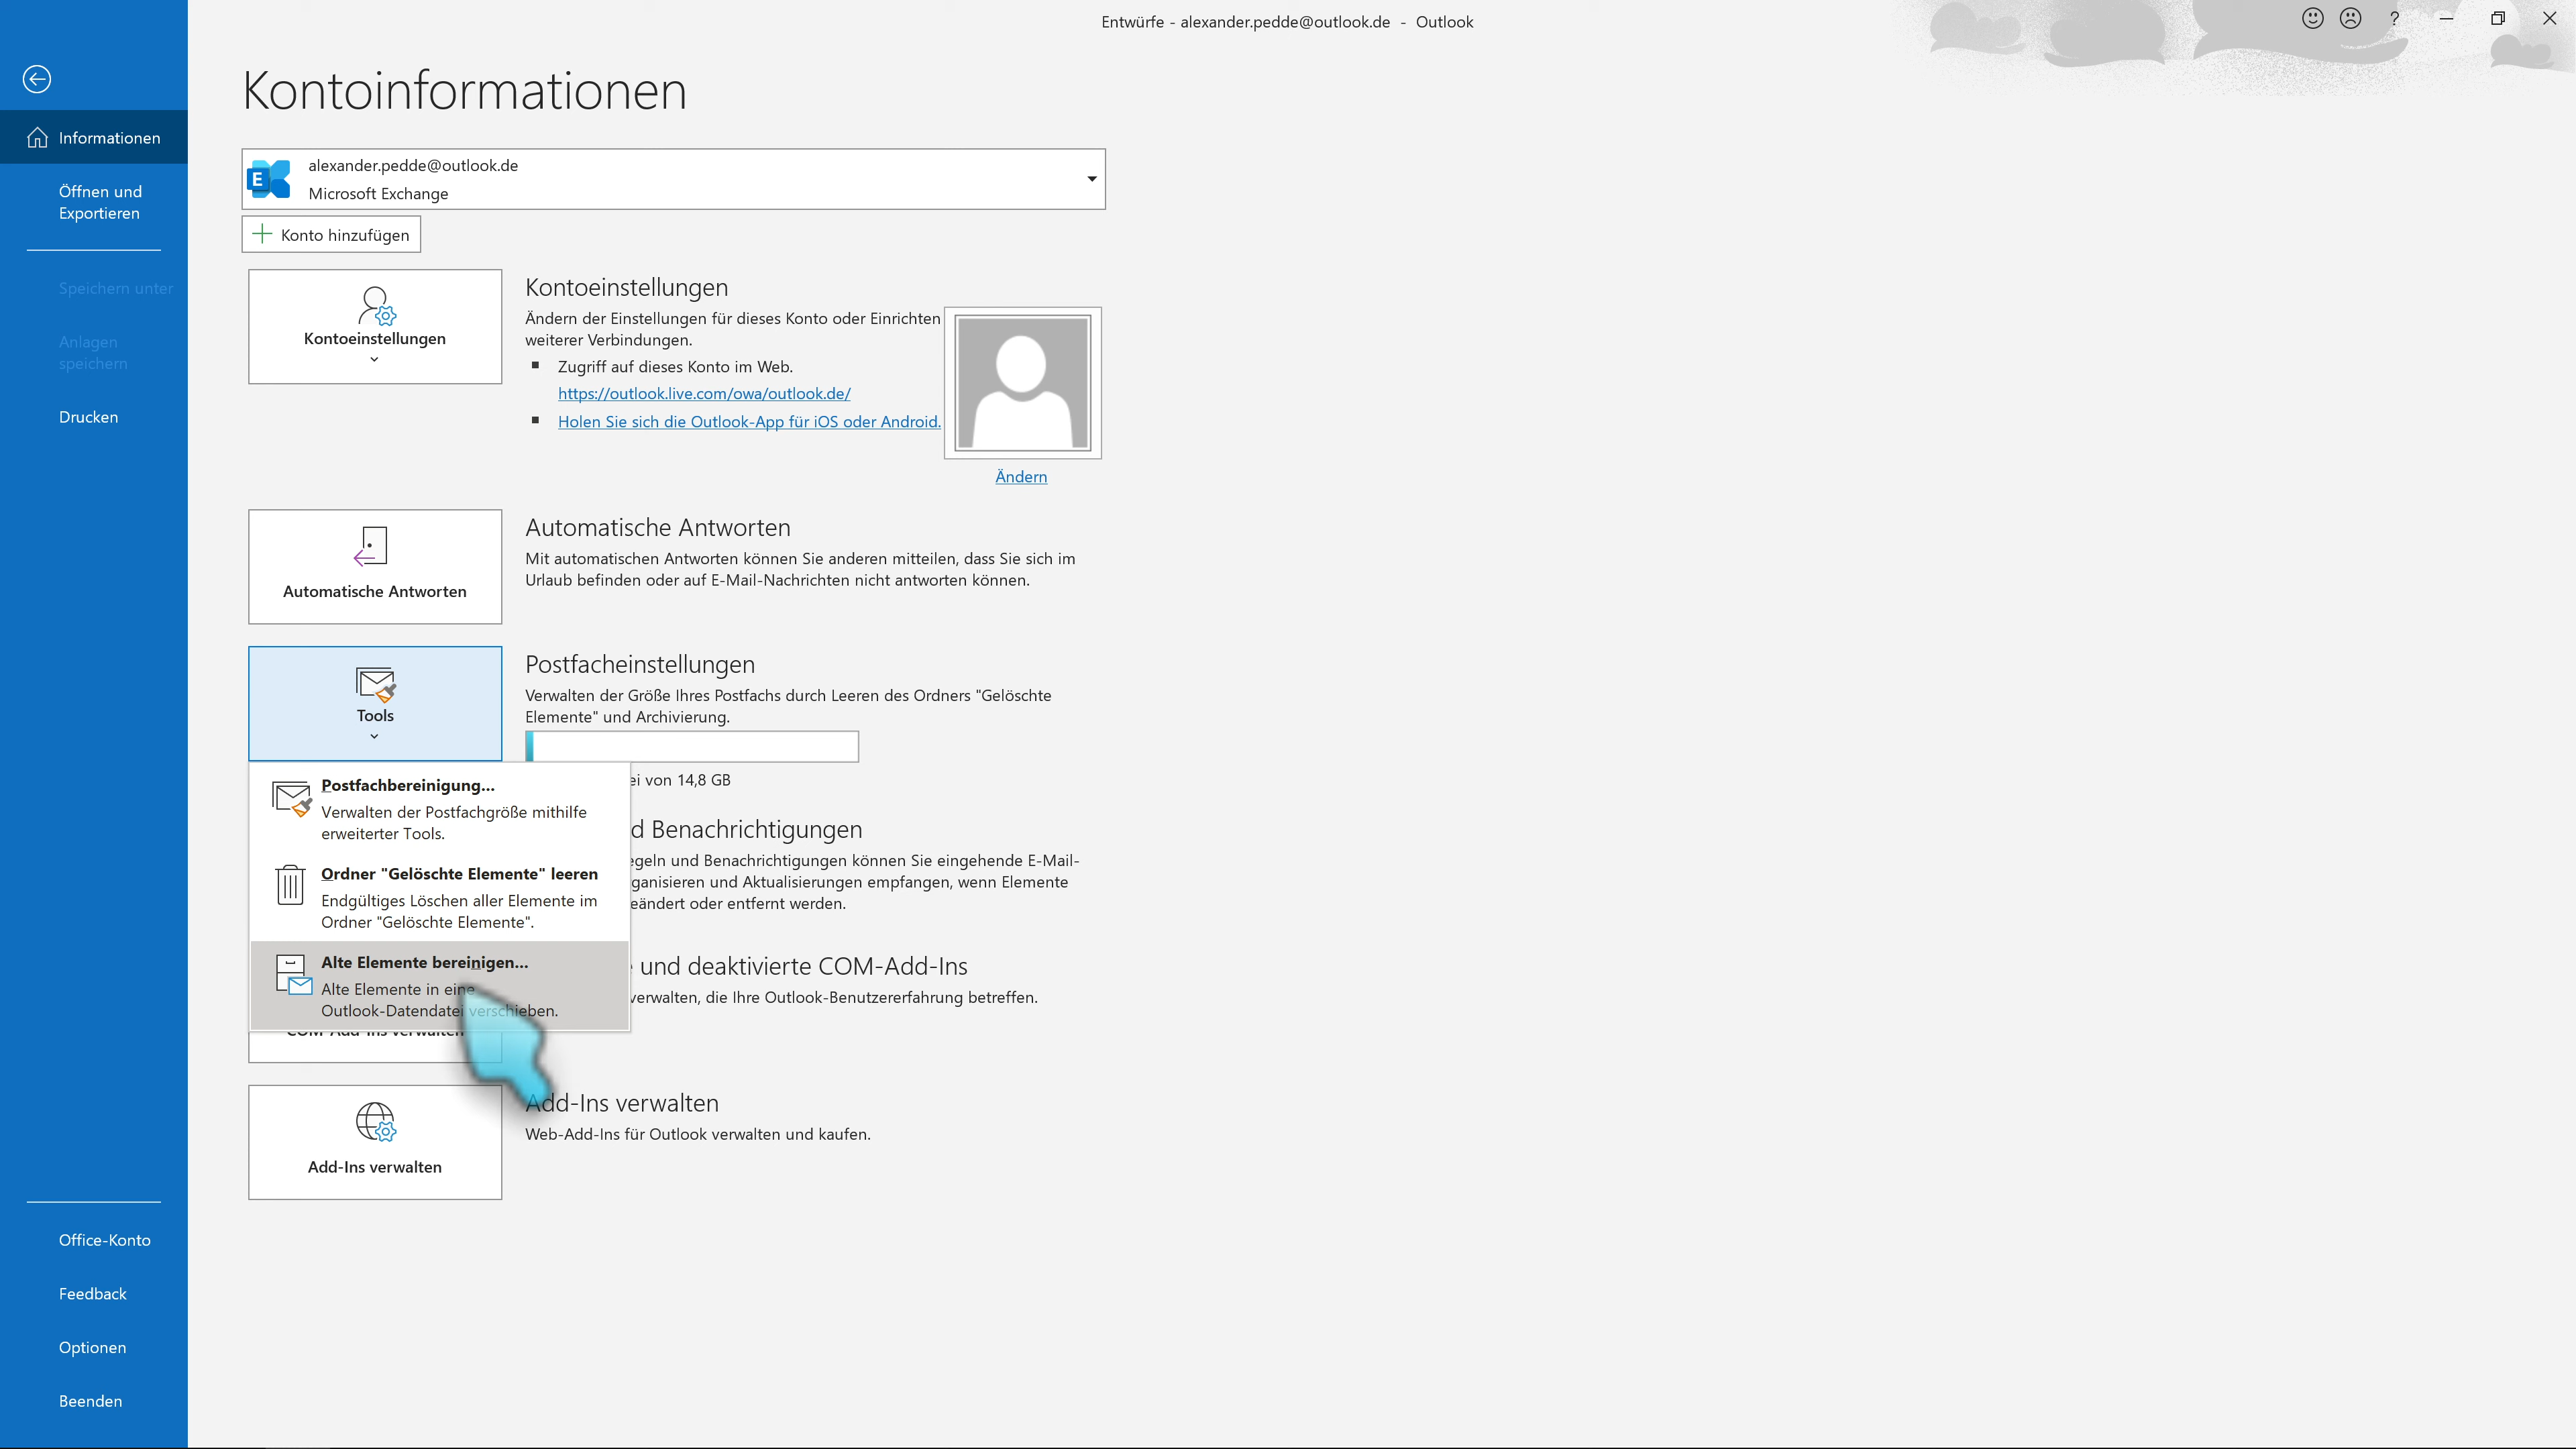 Entwürfe - alexander.pedde@outlook.de - Outlook
?
Kontoinformationen
Informationen
Öffnen und
Exportieren
Speichern unter
Anlagen
speichern
Drucken
Office-Konto
Feedback
Optionen
Beenden
E
alexander.pedde@outlook.de
Microsoft Exchange
Konto hinzufügen
Kontoeinstellungen
Kontoeinstellungen
Ändern der Einstellungen für dieses Konto oder Einrichten
weiterer Verbindungen.
Zugriff auf dieses Konto im Web.
https://outlook.live.com/owa/outlook.de/
Holen Sie sich die Outlook-App für iOS oder Android.
Ändern
Automatische Antworten
Automatische Antworten
Mit automatischen Antworten können Sie anderen mitteilen, dass Sie sich im
Urlaub befinden oder auf E-Mail-Nachrichten nicht antworten können.
Tools
Postfacheinstellungen
Verwalten der Größe Ihres Postfachs durch Leeren des Ordners "Gelöschte
Elemente" und Archivierung.
ei von 14,8 GB
Postfachbereinigung...
Verwalten der Postfachgröße mithilfe
erweiterter Tools.
Ordner "Gelöschte Elemente" leeren
Endgültiges Löschen aller Elemente im
Ordner "Gelöschte Elemente".
Alte Elemente bereinigen...
Alte Elemente in eine
Outlook-Datendatei verschieben.
d Benachrichtigungen
egeln und Benachrichtigungen können Sie eingehende E-Mail-
ganisieren und Aktualisierungen empfangen, wenn Elemente
eändert oder entfernt werden.
und deaktivierte COM-Add-Ins
verwalten, die Ihre Outlook-Benutzererfahrung betreffen.
COM-Add-Ins verwalten
Add-Ins verwalten
Add-Ins verwalten
Web-Add-Ins für Outlook verwalten und kaufen.